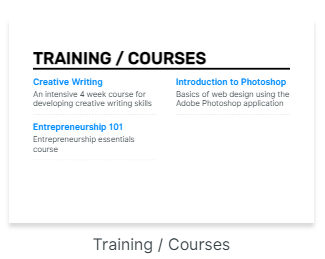 TRAINING / COURSES
Creative Writing
An intensive 4 week course for
developing creative writing skills
Introduction to Photoshop
Basics of web design using the
Adobe Photoshop application
Entrepreneurship 101
Entrepreneurship essentials
course
Training / Courses